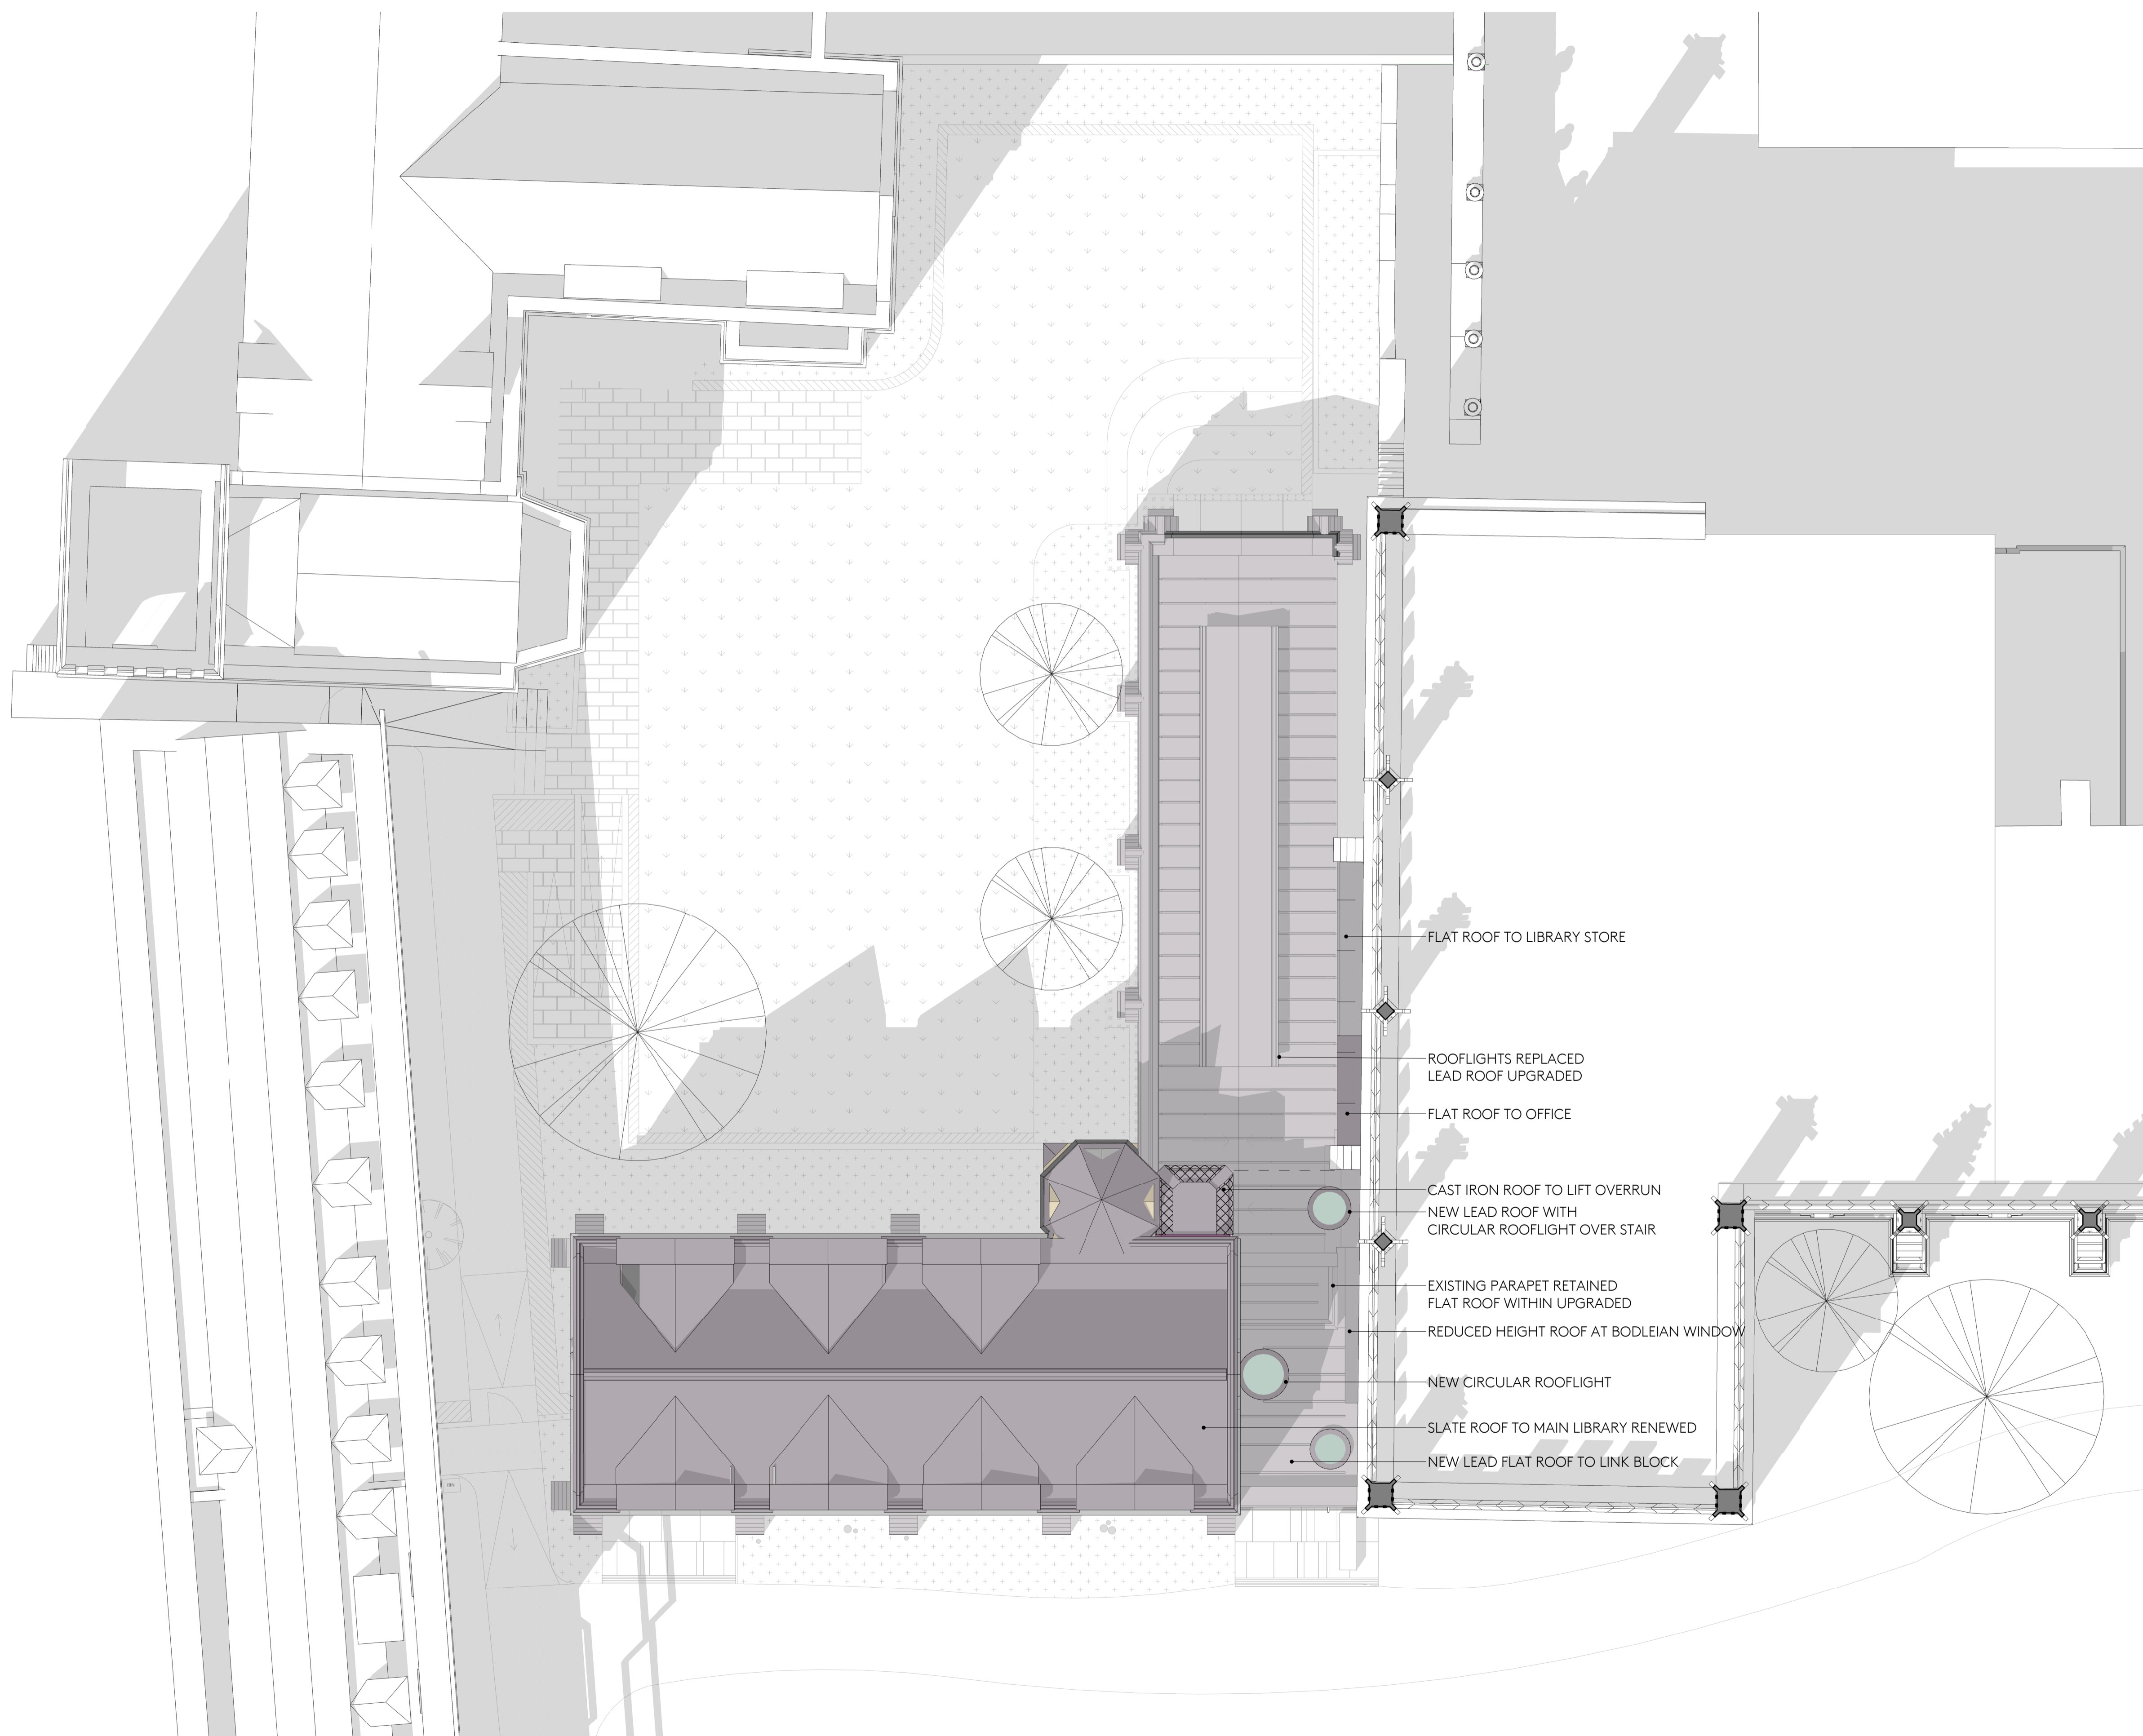 FLAT ROOF TO LIBRARY STORE
ROOFLIGHTS REPLACED
LEAD ROOF UPGRADED
FLAT ROOF TO OFFICE
CAST IRON ROOF TO LIFT OVERRUN
NEW LEAD ROOF WITH
CIRCULAR ROOFLIGHT OVER STAIR
EXISTING PARAPET RETAINED
FLAT ROOF WITHIN UPGRADED
REDUCED HEIGHT ROOF AT BODLEIAN WINDOW
NEW CIRCULAR ROOFLIGHT
SLATE ROOF TO MAIN LIBRARY RENEWED
NEW LEAD FLAT ROOF TO LINK BLOCK